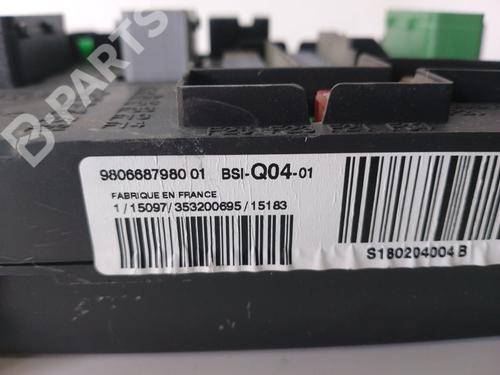 B-PARTS
9806687980 01 BSI-Q04-01
FABRIQUE EN FRANCE
1/15097/353200695/15183
S180204004 B